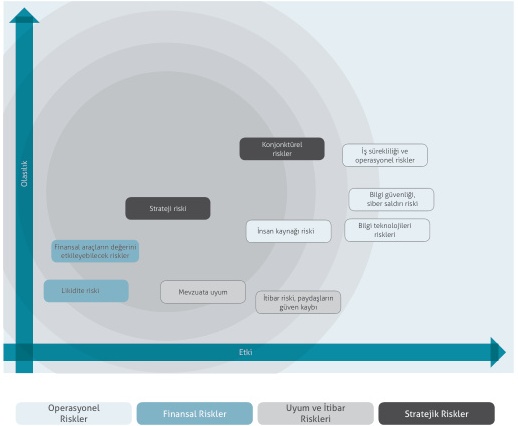 Olasılık
Konjonktürel
riskler
İş sürekliliği ve
operasyonel riskler
Bilgi güvenliği,
siber saldırı riski
Strateji riski
İnsan kaynağı riski
Bilgi teknolojileri
riskleri
Finansal araçların değerini
etkileyebilecek riskler
Likidite riski
Mevzuata uyum
İtibar riski, paydaşların
güven kaybı
Etki
Operasyonel
Riskler
Finansal Riskler
Uyum ve İtibar
Riskleri
Stratejik Riskler